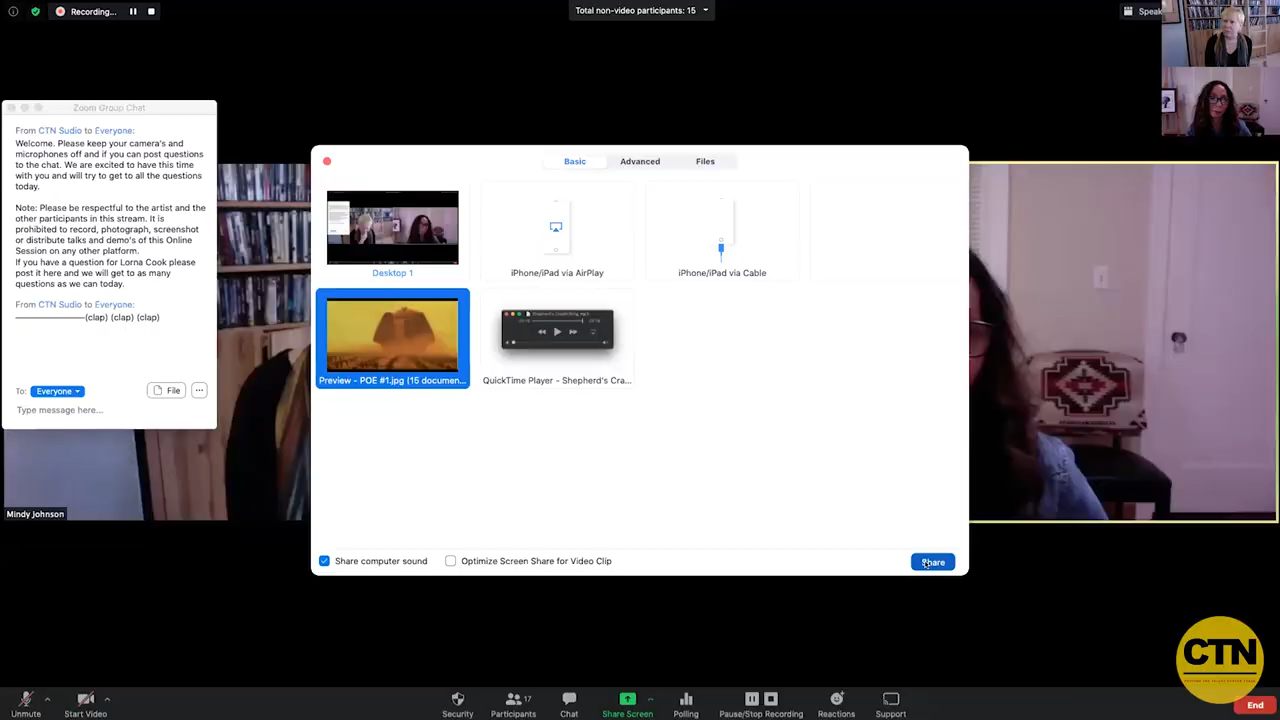 Recording...
Total non-video participants: 15
Speak
Zoom Group Chat
From CTN Sudio to Everyone:
Welcome. Please keep your camera's and
microphones off and if you can post questions
to the chat. We are excited to have this time
with you and will try to get to all the questions
today.
Note: Please be respectful to the artist and the
other participants in this stream. It is
prohibited to record, photograph, screenshot
or distribute talks and demo's of this Online
Session on any other platform.
If you have a question for Lorna Cook please
post it here and we will get to as many
questions as we can today.
From CTN Sudio to Everyone:
———————(clap) (clap) (clap)
To: Everyone
File
...
Type message here...
Mindy Johnson
Basic Advanced Files
Desktop 1
iPhone/iPad via AirPlay
iPhone/iPad via Cable
Preview - POE #1.jpg (15 documen...
QuickTime Player - Shepherd's Cra...
Share computer sound
Optimize Screen Share for Video Clip
Share
CTN
Unmute
Start Video
Security
17
Participants
Chat
Share Screen
Polling
Pause/Stop Recording
Reactions
Support
End